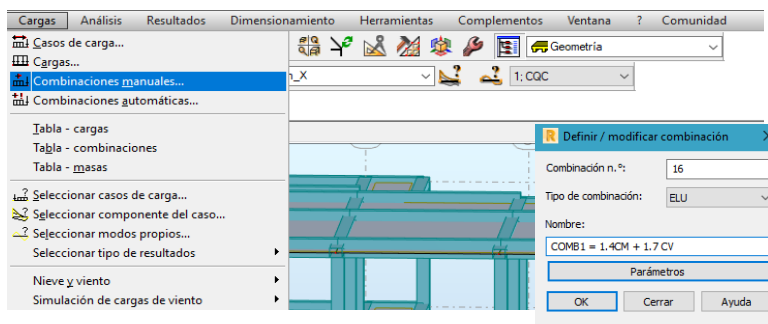 Cargas Análisis Resultados Dimensionamiento Herramientas Complementos Ventana ? Comunidad
Casos de carga...
Cargas...
Combinaciones manuales...
Combinaciones automáticas...
Tabla - cargas
Tabla - combinaciones
Tabla - masas
Seleccionar casos de carga...
Seleccionar componente del caso...
Seleccionar modos propios...
Seleccionar tipo de resultados
Nieve y viento
Simulación de cargas de viento
Geometría
n_X
1; CQC
Definir / modificar combinación
Combinación n.º: 16
Tipo de combinación: ELU
Nombre:
COMB1 = 1.4CM + 1.7 CV
Parámetros
OK Cerrar Ayuda